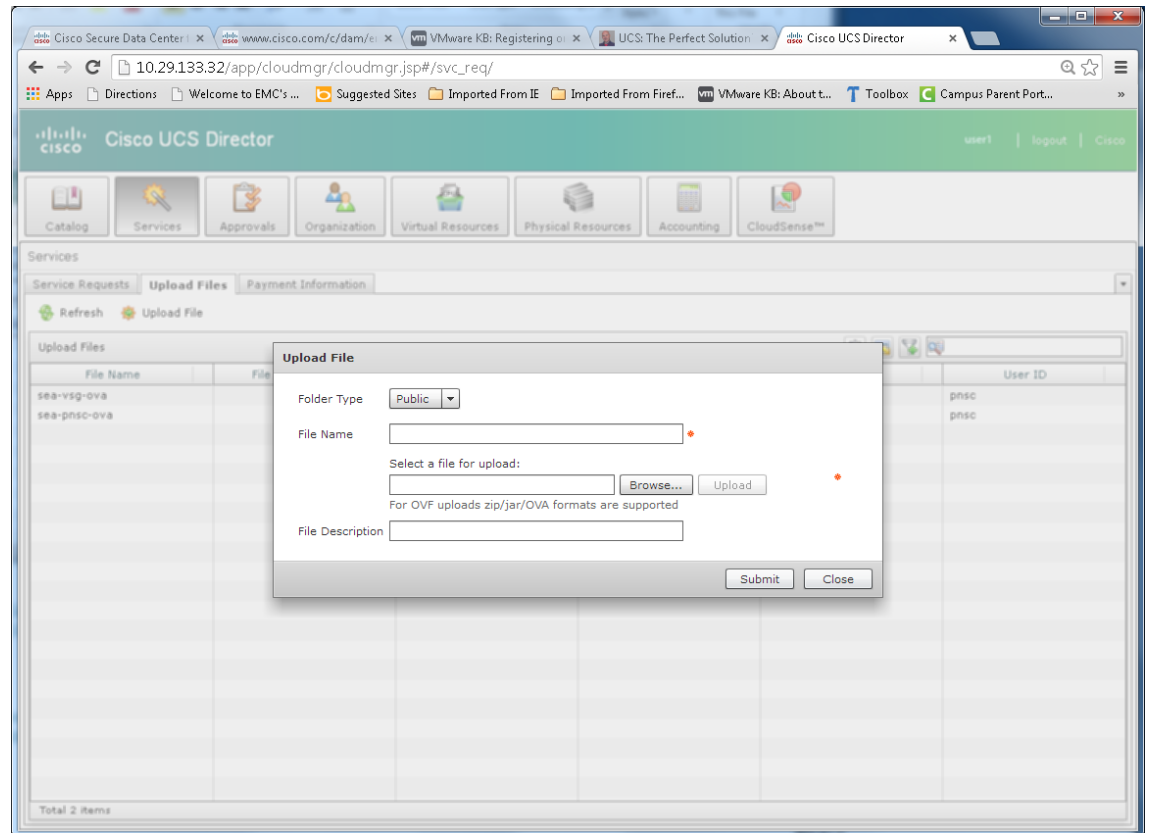 Cisco Secure Data Center
www.cisco.com/c/dam/e
VMware KB: Registering o
UCS: The Perfect Solution
Cisco UCS Director
10.29.133.32/app/cloudmgr/cloudmgr.jsp#/svc_req/
Apps Directions Welcome to EMC's ... Suggested Sites Imported From IE Imported From Firef... VMware KB: About t... Toolbox Campus Parent Port... »
cisco Cisco UCS Director user1 | logout | Cisco
Catalog Services Approvals Organization Virtual Resources Physical Resources Accounting CloudSense™
Services
Service Requests Upload Files Payment Information
Refresh Upload File
Upload Files
File Name File User ID
sea-vsg-ova pnsc
sea-pnsc-ova pnsc
Upload File
Folder Type Public
File Name *
Select a file for upload:
Browse... Upload *
For OVF uploads zip/jar/OVA formats are supported
File Description
Submit Close
Total 2 items